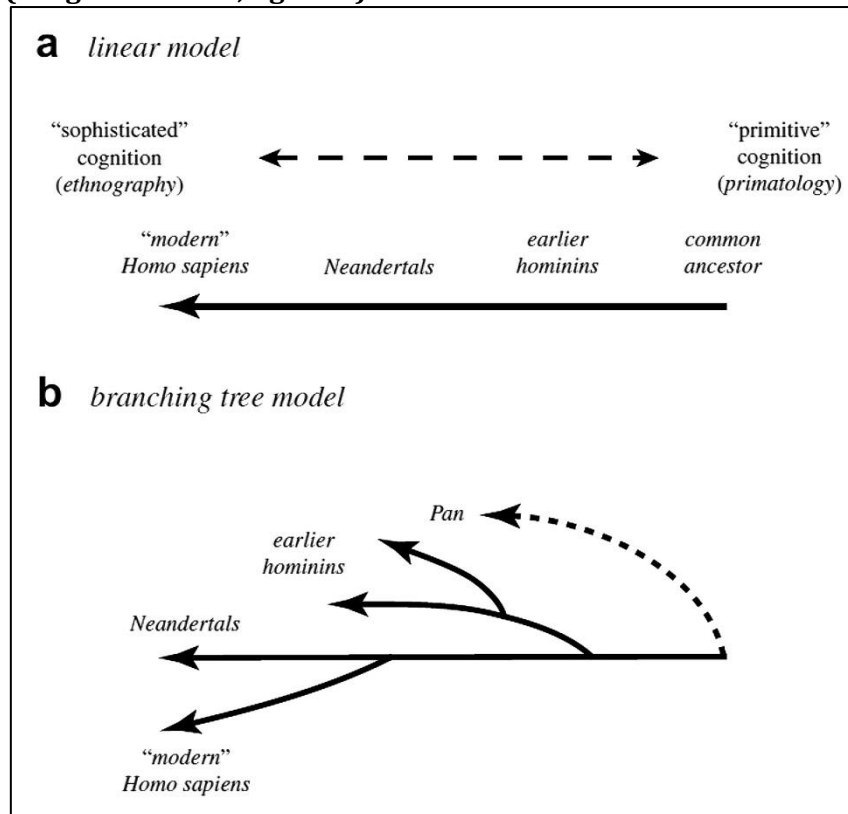 a linear model
“sophisticated”
cognition
(ethnography)
“primitive”
cognition
(primatology)
“modern”
Homo sapiens
Neandertals
earlier
hominins
common
ancestor
b branching tree model
Pan
earlier
hominins
Neandertals
“modern”
Homo sapiens